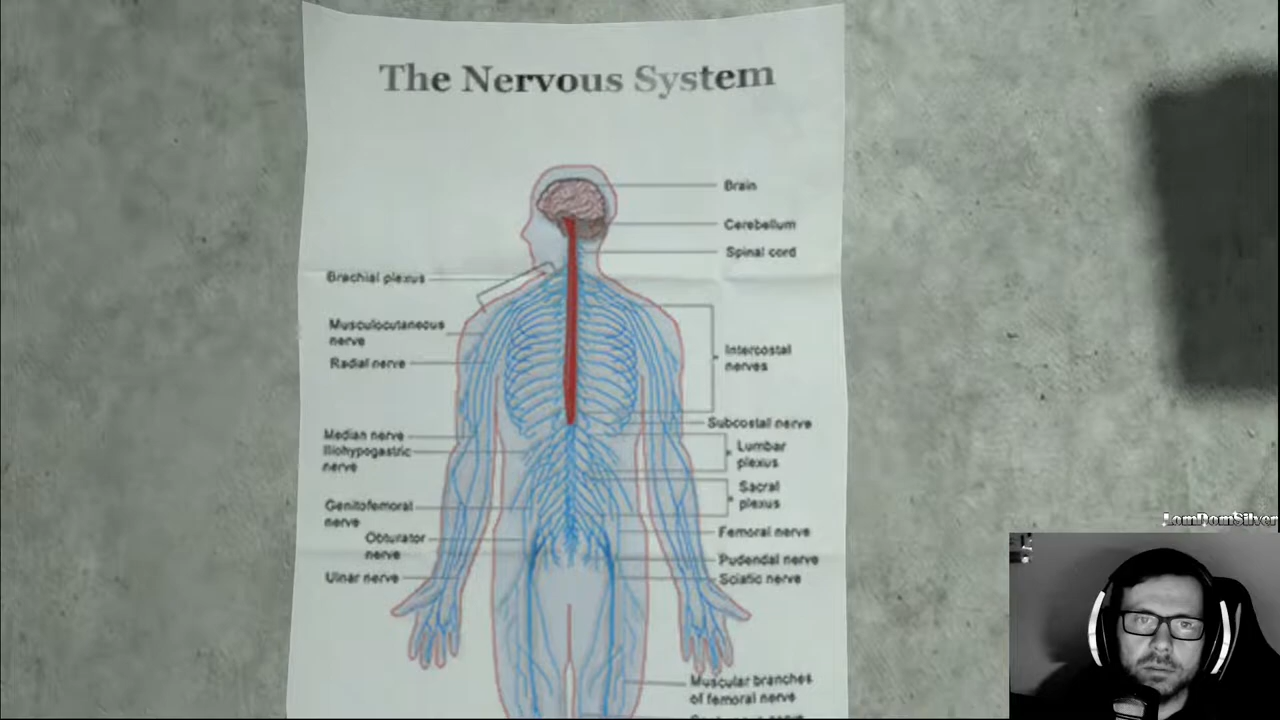 The Nervous System
Brain
Cerebellum
Spinal cord
Brachial plexus
Musculocutaneous
nerve
Radial nerve
Intercostal
nerves
Subcostal nerve
Median nerve
Iliohypogastric
nerve
Lumbar
plexus
Sacral
plexus
Genitofemoral
nerve
Femoral nerve
Obturator
nerve
Pudendal nerve
Ulnar nerve
Sciatic nerve
Muscular branches
of femoral nerve
LomDomSilver